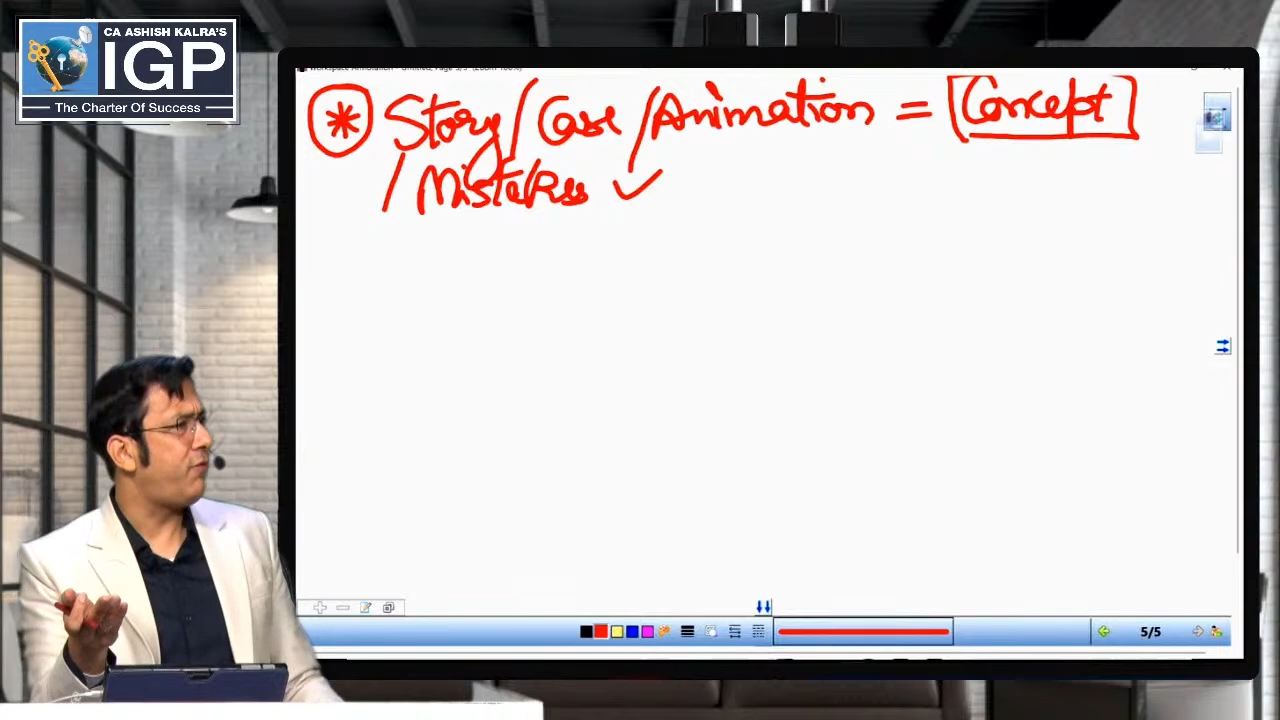 CA ASHISH KALRA'S
IGP
The Charter Of Success
* Story/Case/Animation = [Concept]
/Mistakes ✓
5/5